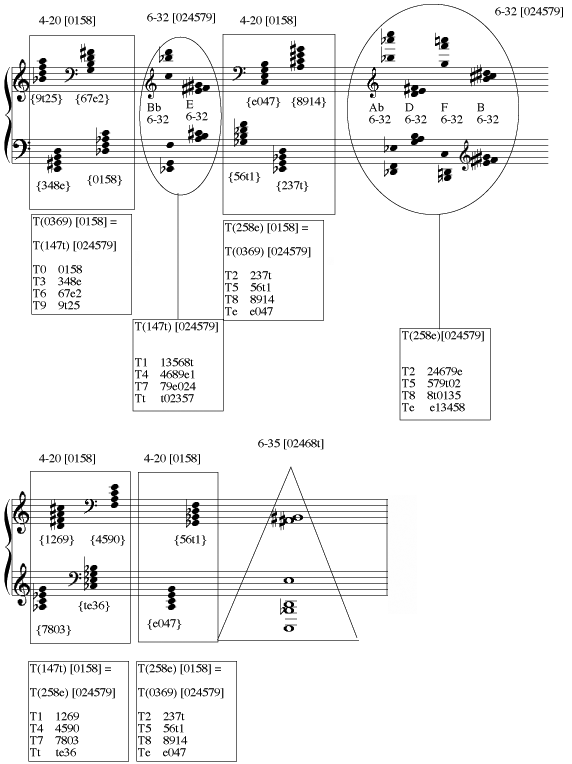 4-20 [0158]
6-32 [024579]
4-20 [0158]
6-32 [024579]
{9t25} {67e2}
Bb E
6-32 6-32
{e047} {8914}
Ab D F B
6-32 6-32 6-32 6-32
{348e} {0158}
{56t1} {237t}
T(0369) [0158] =
T(147t) [024579]
T0 0158
T3 348e
T6 67e2
T9 9t25
T(258e) [0158] =
T(0369) [024579]
T2 237t
T5 56t1
T8 8914
Te e047
T(147t) [024579]
T1 13568t
T4 4689e1
T7 79e024
Tt t02357
T(258e)[024579]
T2 24679e
T5 579t02
T8 8t0135
Te e13458
4-20 [0158]
4-20 [0158]
6-35 [02468t]
{1269} {4590}
{56t1}
{7803} {te36}
{e047}
T(147t) [0158] =
T(258e) [024579]
T1 1269
T4 4590
T7 7803
Tt te36
T(258e) [0158] =
T(0369) [024579]
T2 237t
T5 56t1
T8 8914
Te e047